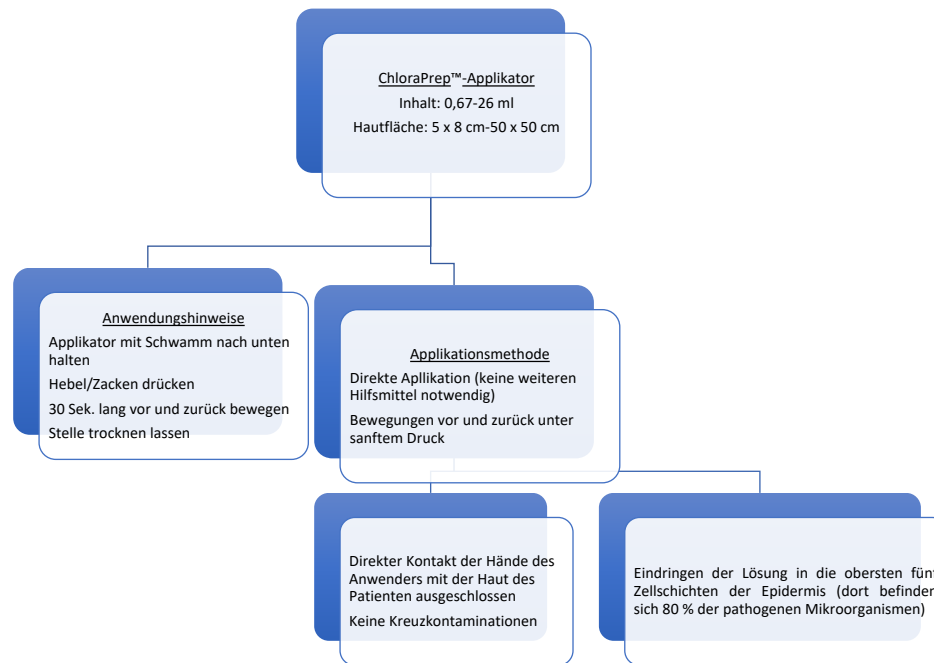 ChloraPrep™-Applikator
Inhalt: 0,67-26 ml
Hautfläche: 5 x 8 cm-50 x 50 cm
Anwendungshinweise
Applikator mit Schwamm nach unten
halten
Hebel/Zacken drücken
30 Sek. lang vor und zurück bewegen
Stelle trocknen lassen
Applikationsmethode
Direkte Apllikation (keine weiteren
Hilfsmittel notwendig)
Bewegungen vor und zurück unter
sanftem Druck
Direkter Kontakt der Hände des
Anwenders mit der Haut des
Patienten ausgeschlossen
Keine Kreuzkontaminationen
Eindringen der Lösung in die obersten fünf
Zellschichten der Epidermis (dort befinden
sich 80 % der pathogenen Mikroorganismen)